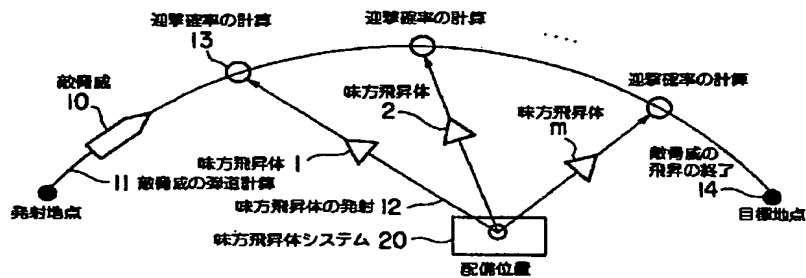 迎撃確率の計算
13
迎撃確率の計算
‥‥
迎撃確率の計算
敵脅威
10
味方飛昇体
2
味方飛昇体
m
味方飛昇体 1
11 敵脅威の弾道計算
発射地点
味方飛昇体の発射 12
敵脅威の
飛昇の終了
14
目標地点
味方飛昇体システム 20
配備位置